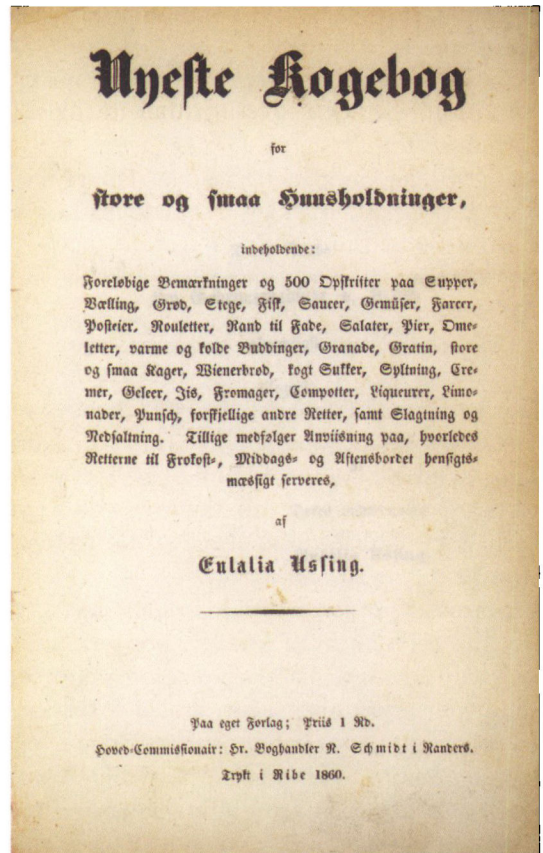 Nyeste Kogebog
for
store og smaa Huusholdninger,
indeholdende:
Foreløbige Bemærkninger og 500 Opskrifter paa Supper,
Vælling, Grød, Stege, Fisk, Saucer, Gemüser, Farcer,
Posteier, Rouletter, Rand til Fade, Salater, Pier, Ome-
letter, varme og kolde Buddinger, Granade, Gratin, store
og smaa Kager, Wienerbrød, kogt Sukker, Syltning, Cre-
mer, Geleer, Iis, Fromager, Compotter, Liqueurer, Limo-
nader, Punsch, forskjellige andre Retter, samt Slagtning og
Nedsaltning. Tillige medfølger Anviisning paa, hvorledes
Retterne til Frokost-, Middags- og Aftensbordet hensigts-
mæssigt serveres,
af
Eulalia Ussing.
Paa eget Forlag; Priis 1 Rd.
Hoved-Commissionair: Hr. Boghandler N. Schmidt i Randers.
Trykt i Ribe 1860.